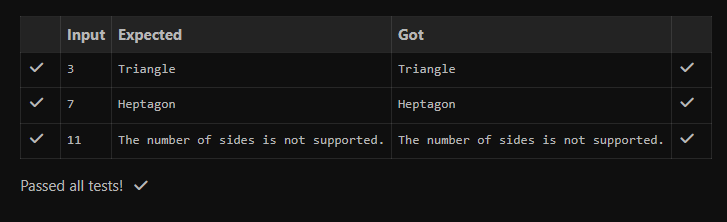 Input Expected Got
3 Triangle Triangle
7 Heptagon Heptagon
11 The number of sides is not supported. The number of sides is not supported.
Passed all tests!